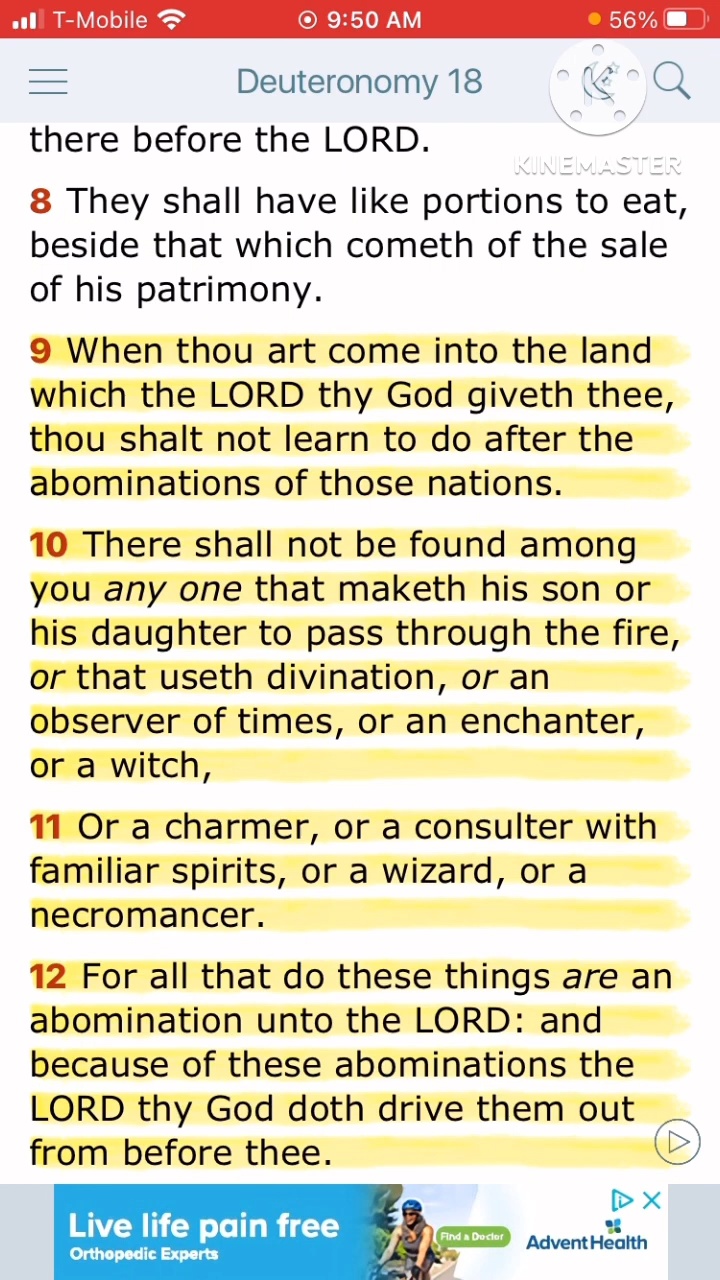 T-Mobile 9:50 AM 56%
Deuteronomy 18
KINEMASTER
there before the LORD.
8 They shall have like portions to eat,
beside that which cometh of the sale
of his patrimony.
9 When thou art come into the land
which the LORD thy God giveth thee,
thou shalt not learn to do after the
abominations of those nations.
10 There shall not be found among
you any one that maketh his son or
his daughter to pass through the fire,
or that useth divination, or an
observer of times, or an enchanter,
or a witch,
11 Or a charmer, or a consulter with
familiar spirits, or a wizard, or a
necromancer.
12 For all that do these things are an
abomination unto the LORD: and
because of these abominations the
LORD thy God doth drive them out
from before thee.
Live life pain free
Orthopedic Experts
Find a Doctor
AdventHealth